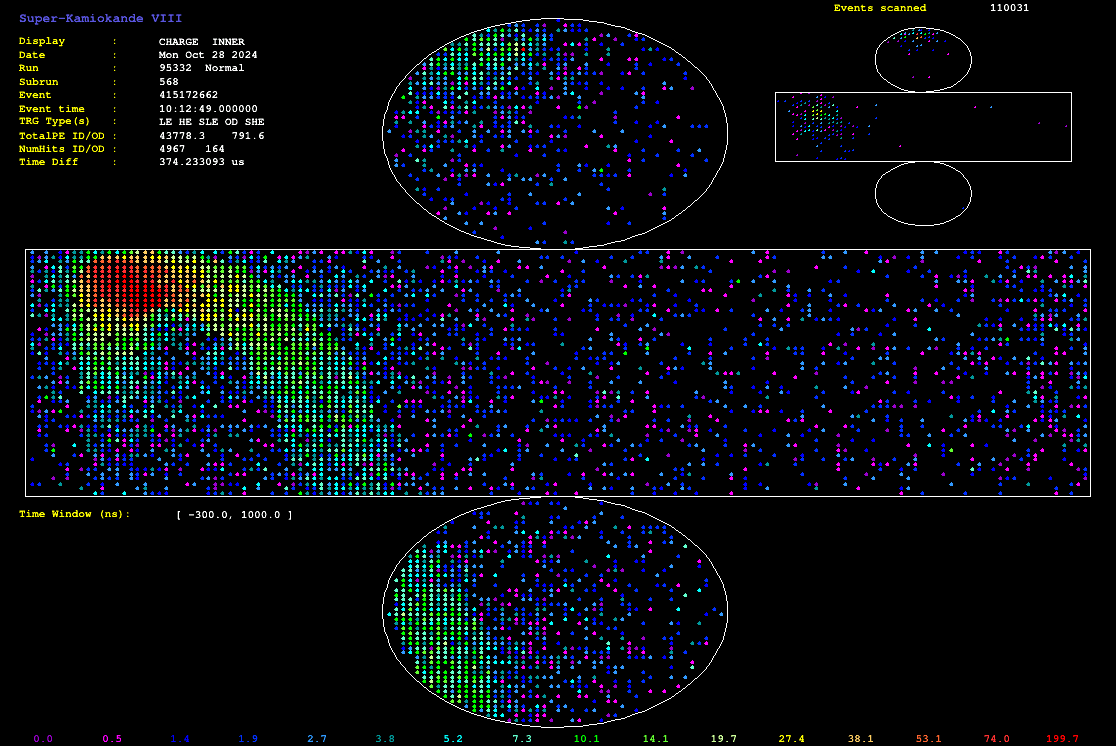 Super-Kamiokande VIII
Events scanned 110031
Display : CHARGE INNER
Date : Mon Oct 28 2024
Run : 95332 Normal
Subrun : 568
Event : 415172662
Event time : 10:12:49.000000
TRG Type(s) : LE HE SLE OD SHE
TotalPE ID/OD : 43778.3 791.6
NumHits ID/OD : 4967 164
Time Diff : 374.233093 us
Time Window (ns): [ -300.0, 1000.0 ]
0.0 0.5 1.4 1.9 2.7 3.8 5.2 7.3 10.1 14.1 19.7 27.4 38.1 53.1 74.0 199.7